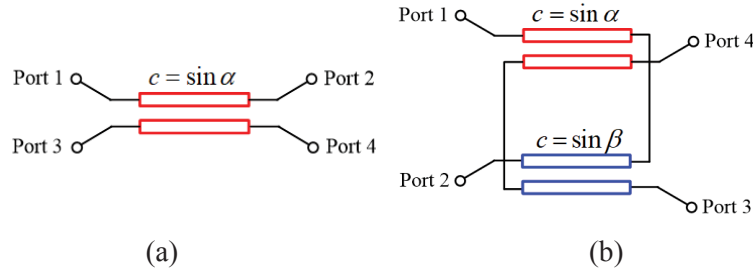 Port 1
c = sin α
Port 2
Port 3
Port 4
(a)
Port 1
c = sin α
Port 4
c = sin β
Port 2
Port 3
(b)